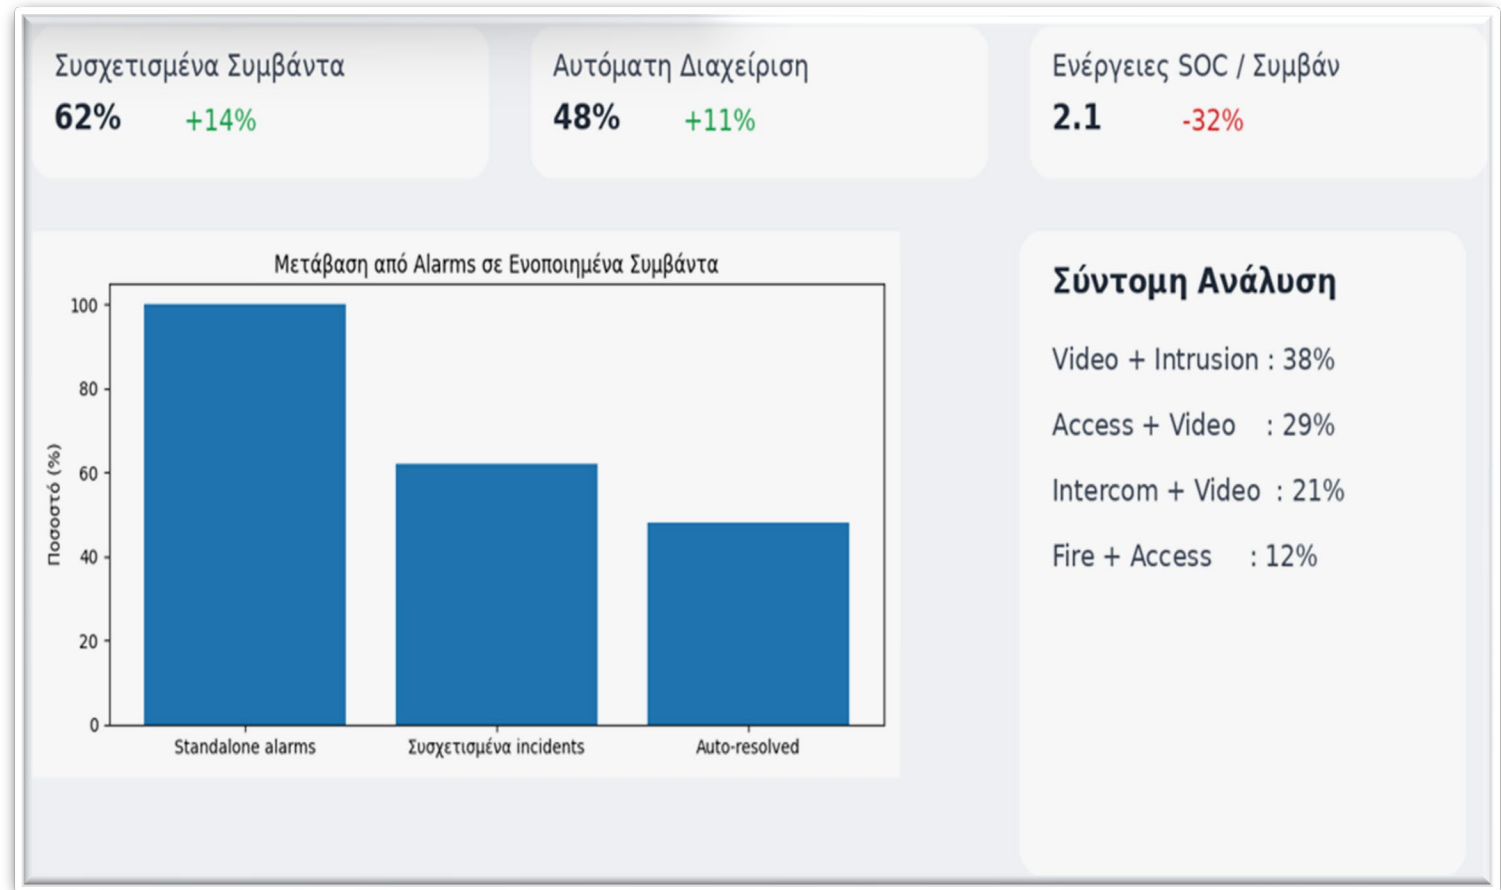 Συσχετισμένα Συμβάντα
62% +14%
Αυτόματη Διαχείριση
48% +11%
Ενέργειες SOC / Συμβάν
2.1 -32%
Μετάβαση από Alarms σε Ενοποιημένα Συμβάντα
Ποσοστό (%)
100
80
60
40
20
0
Standalone alarms
Συσχετισμένα incidents
Auto-resolved
Σύντομη Ανάλυση
Video + Intrusion : 38%
Access + Video : 29%
Intercom + Video : 21%
Fire + Access : 12%